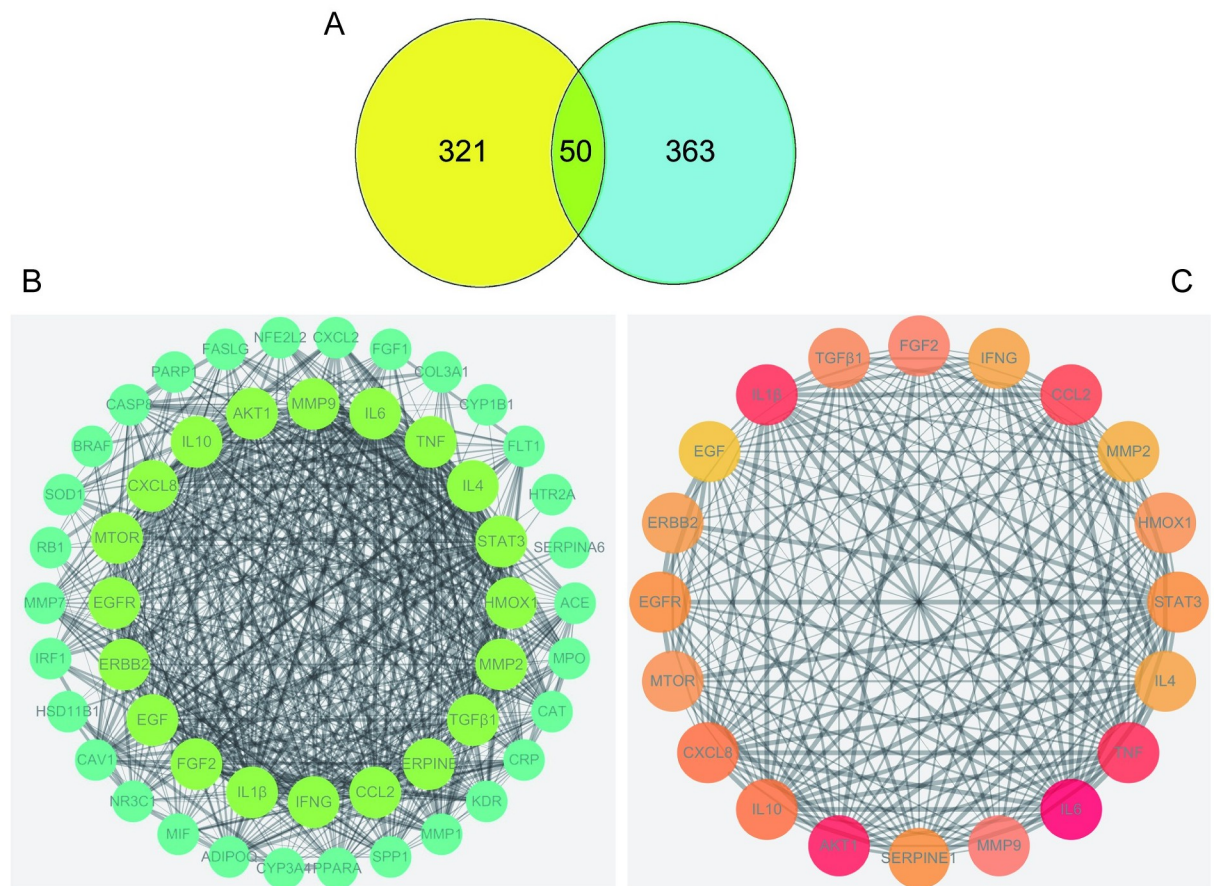 A
321
50
363
B
C
NFE2L2
CXCL2
FASLG
FGF1
PARP1
COL3A1
CASP8
CYP1B1
BRAF
FLT1
SOD1
HTR2A
RB1
SERPINA6
MMP7
ACE
IRF1
MPO
HSD11B1
CAT
CAV1
CRP
NR3C1
KDR
MIF
MMP1
ADIPOQ
SPP1
CYP3A4
PPARA
MMP9
AKT1
IL6
IL10
TNF
CXCL8
IL4
MTOR
STAT3
EGFR
HMOX1
ERBB2
MMP2
EGF
TGFβ1
FGF2
ERPINE
IL1β
IFNG
CCL2
FGF2
TGFβ1
IFNG
IL1β
CCL2
EGF
MMP2
ERBB2
HMOX1
EGFR
STAT3
MTOR
IL4
CXCL8
TNF
IL10
IL6
AKT1
SERPINE1
MMP9